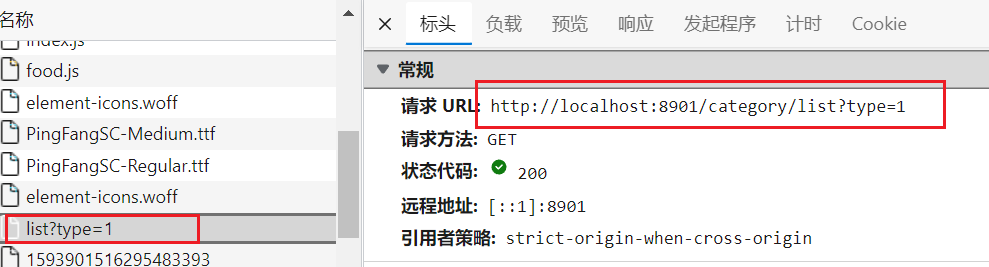 名称
index.js
food.js
element-icons.woff
PingFangSC-Medium.ttf
PingFangSC-Regular.ttf
element-icons.woff
list?type=1
1593901516295483393
标头 负载 预览 响应 发起程序 计时 Cookie
常规
请求 URL: http://localhost:8901/category/list?type=1
请求方法: GET
状态代码: 200
远程地址: [::1]:8901
引用者策略: strict-origin-when-cross-origin